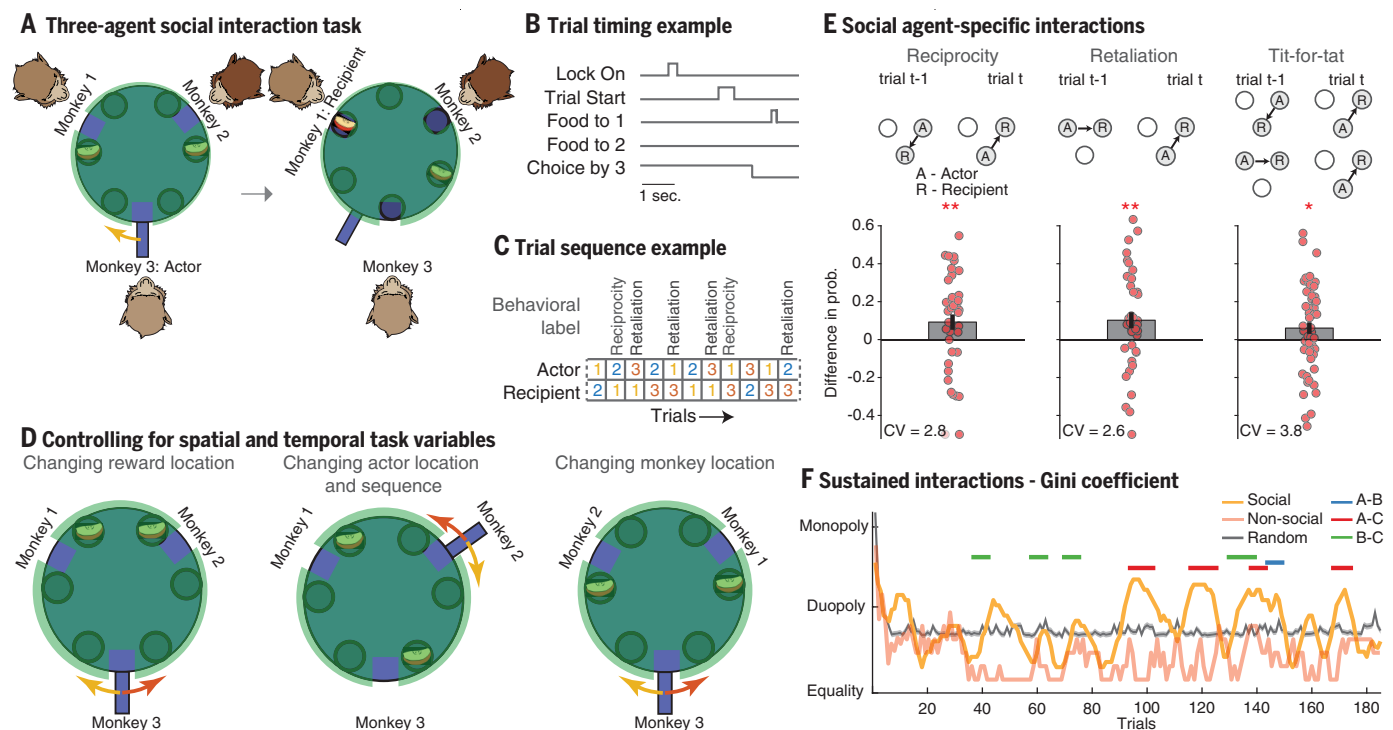 A Three-agent social interaction task
Monkey 1
Monkey 2
Monkey 3: Actor
Monkey 1: Recipient
Monkey 2
Monkey 3
B Trial timing example
Lock On
Trial Start
Food to 1
Food to 2
Choice by 3
1 sec.
C Trial sequence example
Behavioral
label
Reciprocity
Retaliation
Retaliation
Retaliation
Reciprocity
Retaliation
Actor 1 2 3 2 1 2 3 1 3 1 2
Recipient 2 1 1 3 3 1 1 3 2 3 3
Trials
D Controlling for spatial and temporal task variables
Changing reward location
Monkey 1
Monkey 2
Monkey 3
Changing actor location
and sequence
Monkey 1
Monkey 2
Monkey 3
Changing monkey location
Monkey 2
Monkey 1
Monkey 3
E Social agent-specific interactions
Reciprocity
trial t-1 trial t
A R
R A
A - Actor
R - Recipient
**
Retaliation
trial t-1 trial t
A R R
A
**
Tit-for-tat
trial t-1 trial t
A R
R A
A R R
A
*
Difference in prob.
0.6
0.4
0.2
0
-0.2
-0.4
CV = 2.8
CV = 2.6
CV = 3.8
F Sustained interactions - Gini coefficient
Social
Non-social
Random
A-B
A-C
B-C
Monopoly
Duopoly
Equality
20 40 60 80 100 120 140 160 180
Trials